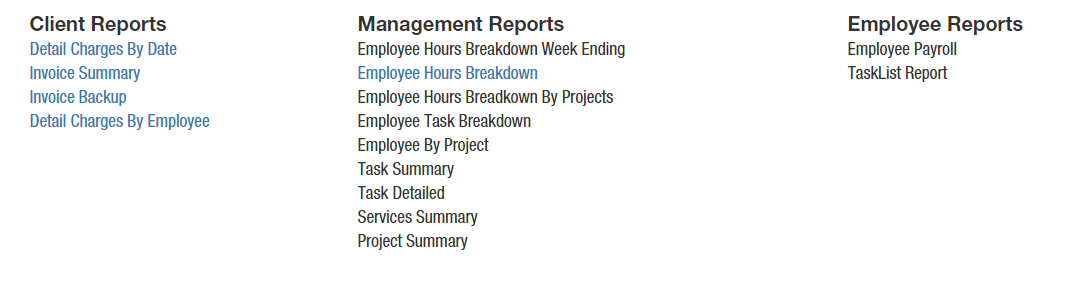 Client Reports
Detail Charges By Date
Invoice Summary
Invoice Backup
Detail Charges By Employee
Management Reports
Employee Hours Breakdown Week Ending
Employee Hours Breakdown
Employee Hours Breadkown By Projects
Employee Task Breakdown
Employee By Project
Task Summary
Task Detailed
Services Summary
Project Summary
Employee Reports
Employee Payroll
TaskList Report